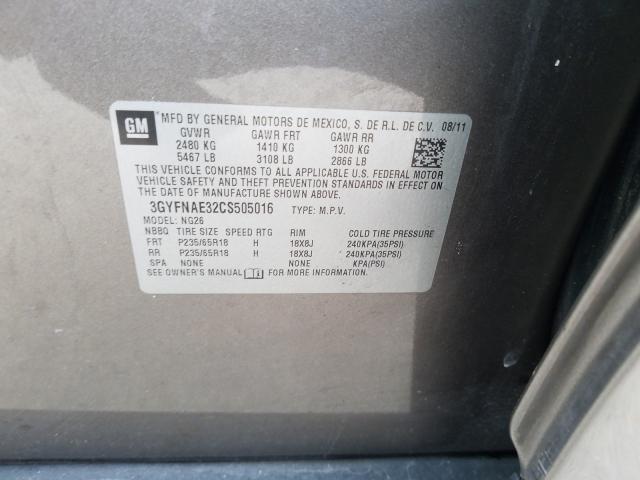 GM
MFD BY GENERAL MOTORS DE MEXICO, S. DE R.L. DE C.V. 08/11
GVWR GAWR FRT GAWR RR
2480 KG 1410 KG 1300 KG
5467 LB 3108 LB 2866 LB
THIS VEHICLE CONFORMS TO ALL APPLICABLE U.S. FEDERAL MOTOR
VEHICLE SAFETY, BUMPER, AND THEFT PREVENTION STANDARDS IN EFFECT ON
THE DATE OF MANUFACTURE SHOWN ABOVE.
3GYFNAE32CS505016 TYPE: M.P.V.
MODEL: NG26
NBBQ TIRE SIZE SPEED RTG RIM COLD TIRE PRESSURE
FRT P235/65R18 H 18X8J 240KPA(35PSI)
RR P235/65R18 H 18X8J 240KPA(35PSI)
SPA NONE NONE KPA(PSI)
SEE OWNER'S MANUAL FOR MORE INFORMATION.